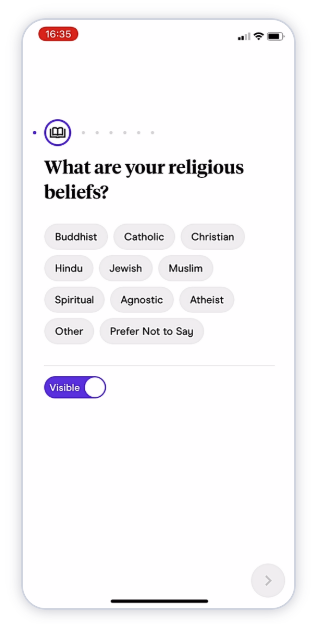 16:35
What are your religious
beliefs?
Buddhist Catholic Christian
Hindu Jewish Muslim
Spiritual Agnostic Atheist
Other Prefer Not to Say
Visible